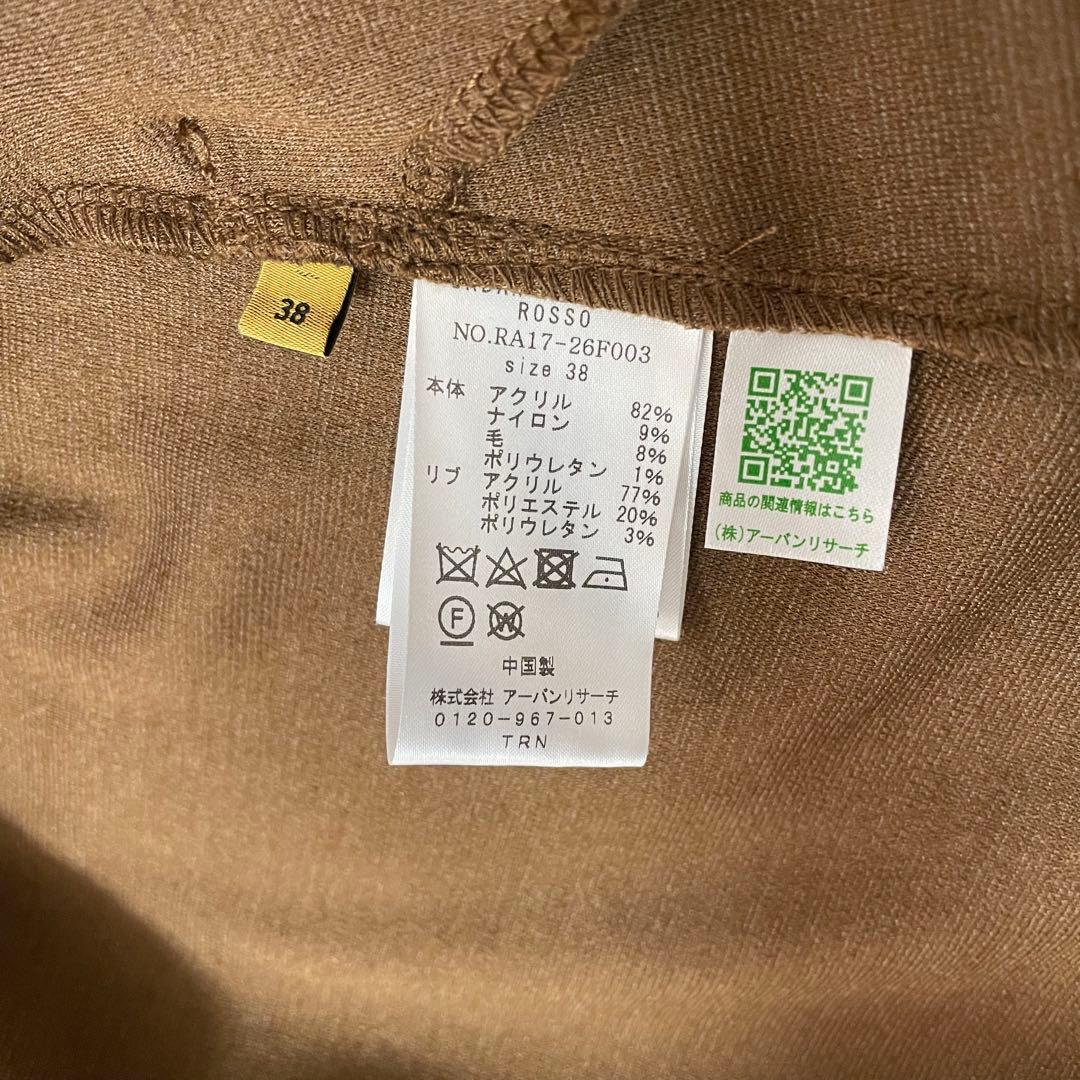 38
ROSSO
NO.RA17-26F003
size 38
本体 アクリル 82%
ナイロン 9%
毛 8%
ポリウレタン 1%
リブ アクリル 77%
ポリエステル 20%
ポリウレタン 3%
F
W
中国製
株式会社 アーバンリサーチ
0120-967-013
TRN
商品の関連情報はこちら
(株)アーバンリサーチ